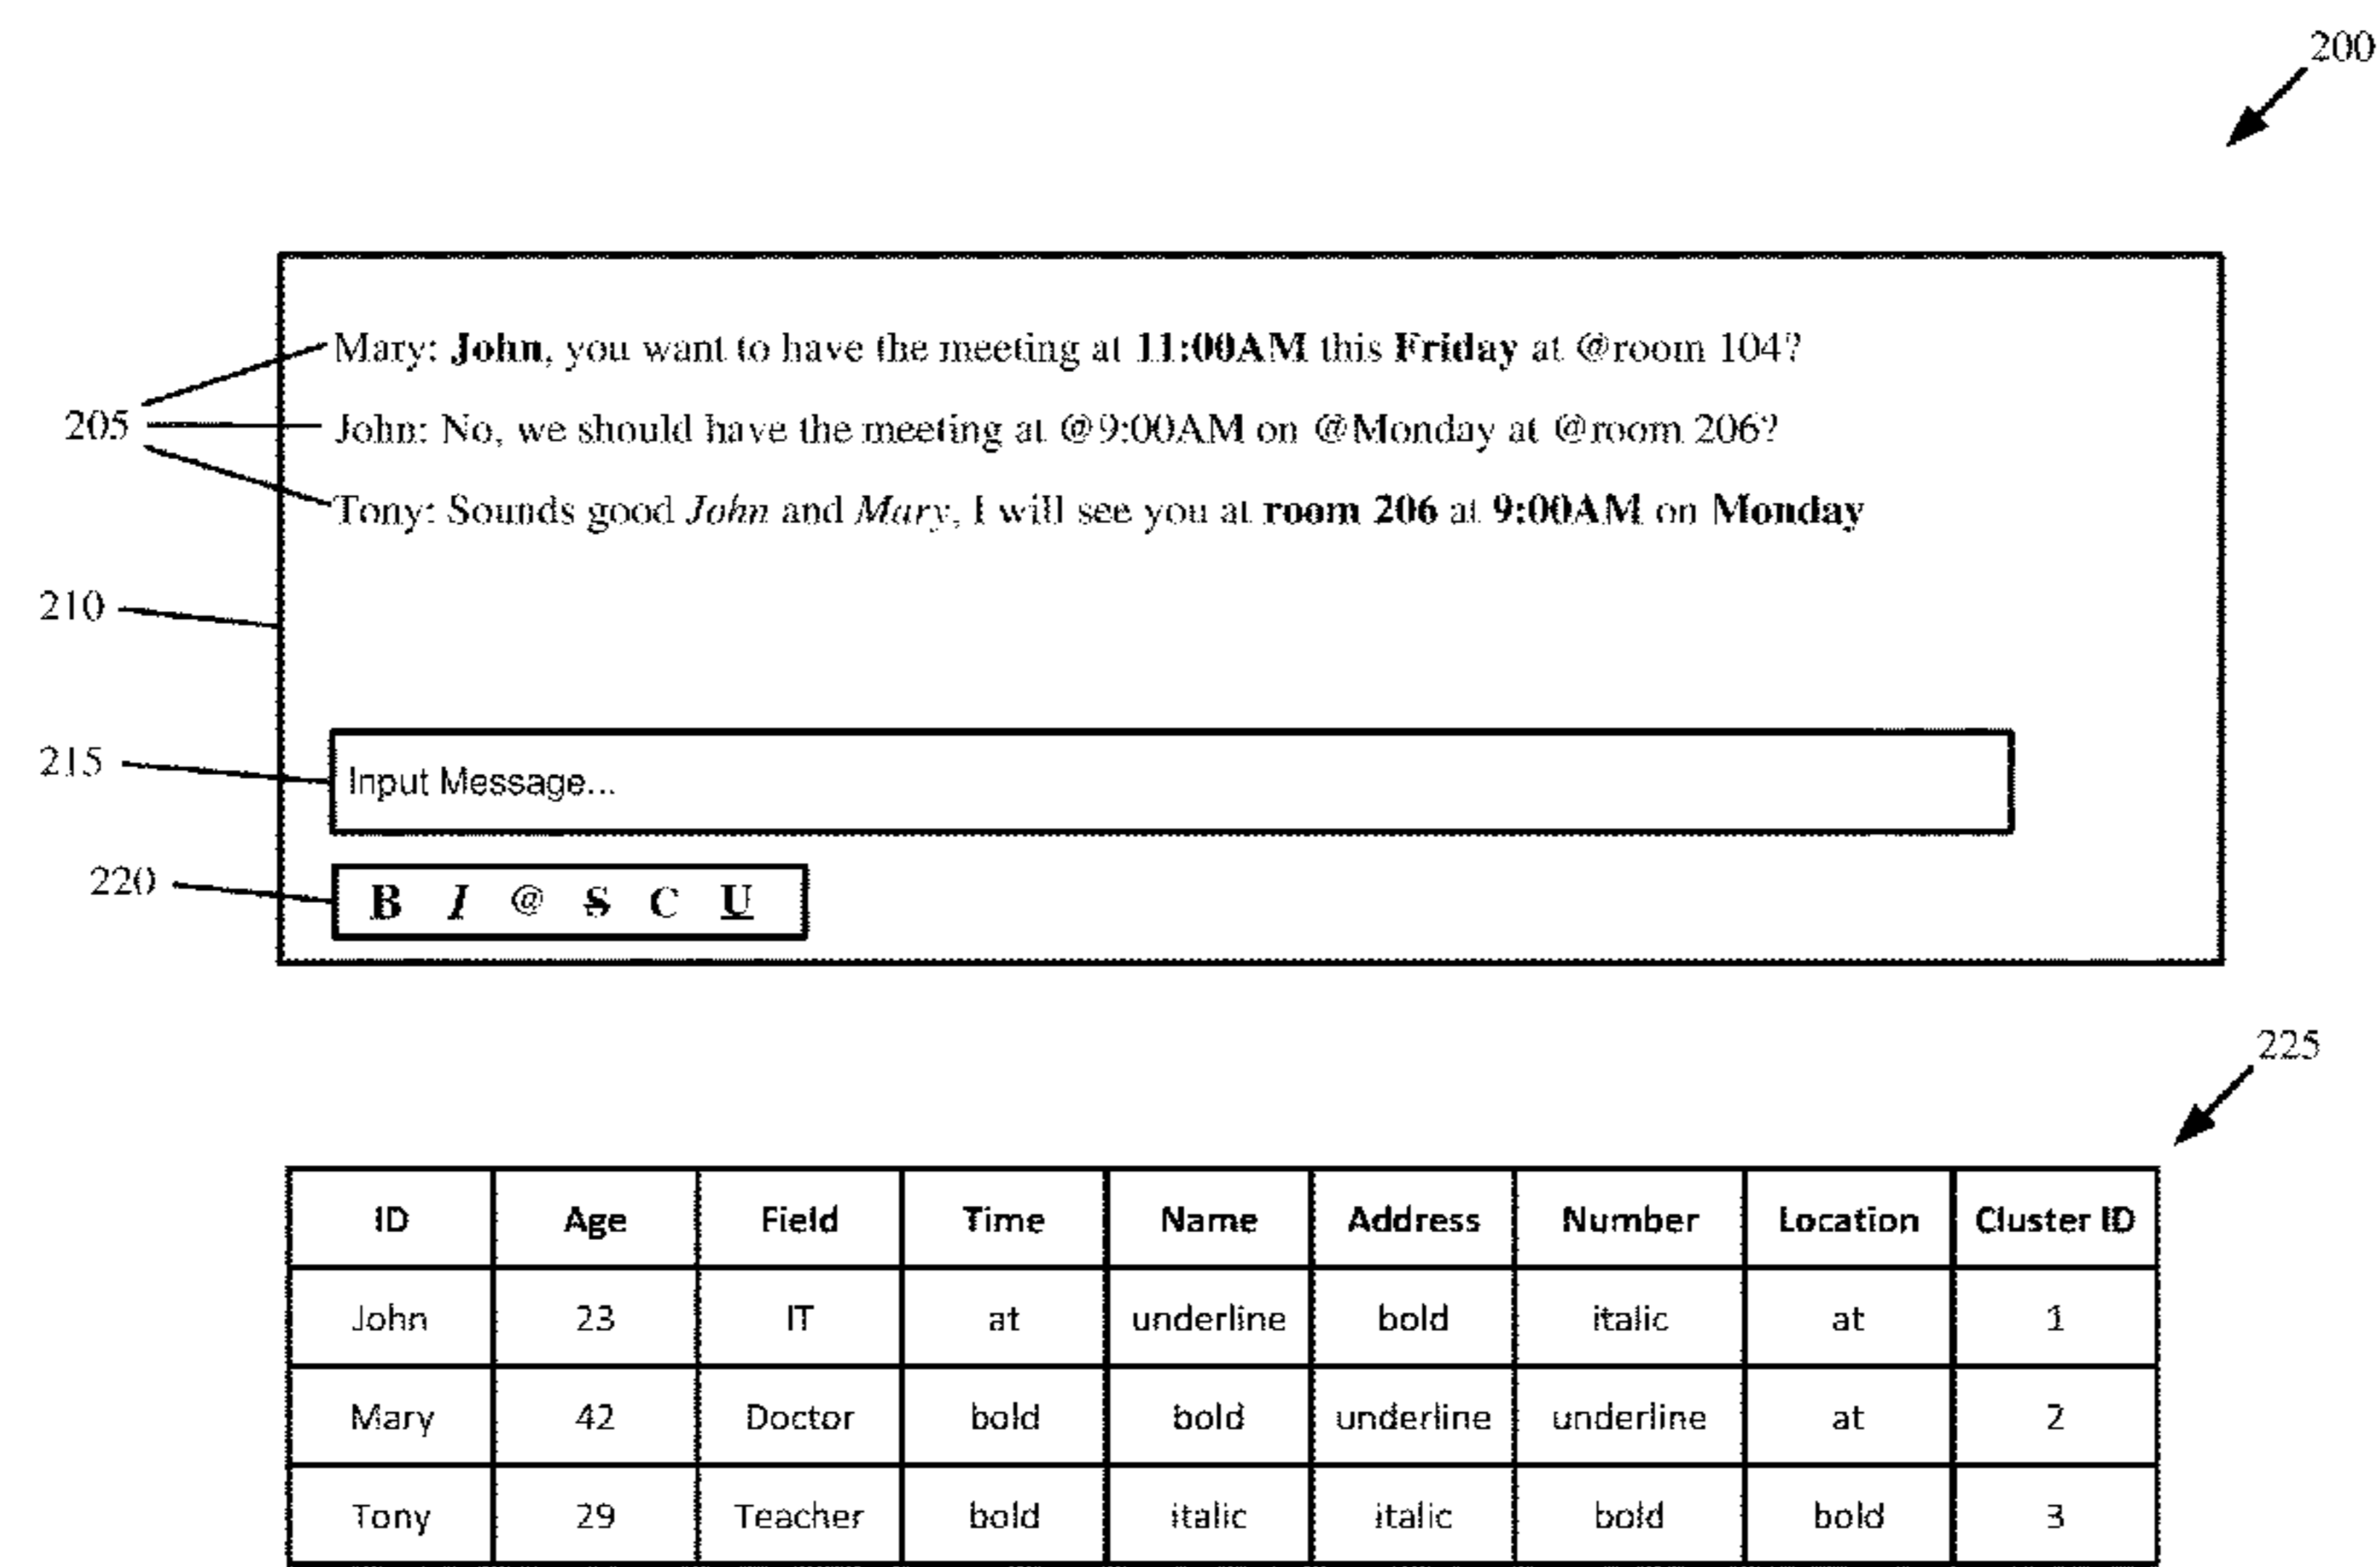 200
Mary: John, you want to have the meeting at 11:00AM this Friday at @room 104?
205
John: No, we should have the meeting at @9:00AM on @Monday at @room 206?
Tony: Sounds good John and Mary, I will see you at room 206 at 9:00AM on Monday
210
215
Input Message...
220
B I @ S C U
225
ID Age Field Time Name Address Number Location Cluster ID
John 23 IT at underline bold italic at 1
Mary 42 Doctor bold bold underline underline at 2
Tony 29 Teacher bold italic italic bold bold 3